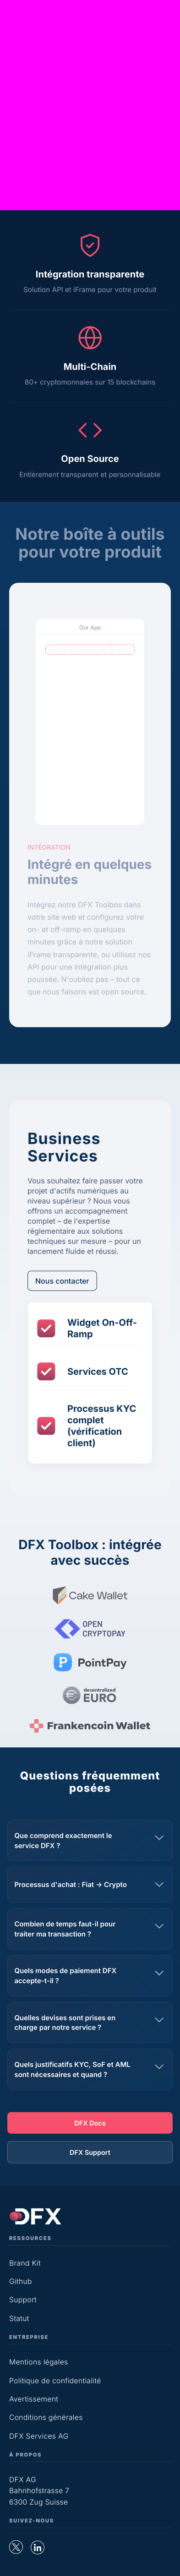 Intégration transparente
Solution API et iFrame pour votre produit
Multi-Chain
80+ cryptomonnaies sur 15 blockchains
Open Source
Entièrement transparent et personnalisable
Notre boîte à outils
pour votre produit
Our App
INTÉGRATION
Intégré en quelques
minutes
Intégrez notre DFX Toolbox dans
votre site web et configurez votre
on- et off-ramp en quelques
minutes grâce à notre solution
IFrame transparente, ou utilisez nos
API pour une intégration plus
poussée. N'oubliez pas – tout ce
que nous faisons est open source.
Business
Services
Vous souhaitez faire passer votre
projet d'actifs numériques au
niveau supérieur ? Nous vous
offrons un accompagnement
complet – de l'expertise
réglementaire aux solutions
techniques sur mesure – pour un
lancement fluide et réussi.
Nous contacter
Widget On-Off-
Ramp
Services OTC
Processus KYC
complet
(vérification
client)
DFX Toolbox : intégrée
avec succès
Cake Wallet
OPEN
CRYPTOPAY
PointPay
decentralized
EURO
Frankencoin Wallet
Questions fréquemment
posées
Que comprend exactement le
service DFX ?
Processus d'achat : Fiat → Crypto
Combien de temps faut-il pour
traiter ma transaction ?
Quels modes de paiement DFX
accepte-t-il ?
Quelles devises sont prises en
charge par notre service ?
Quels justificatifs KYC, SoF et AML
sont nécessaires et quand ?
DFX Docs
DFX Support
DFX
RESSOURCES
Brand Kit
Github
Support
Statut
ENTREPRISE
Mentions légales
Politique de confidentialité
Avertissement
Conditions générales
DFX Services AG
À PROPOS
DFX AG
Bahnhofstrasse 7
6300 Zug Suisse
SUIVEZ-NOUS